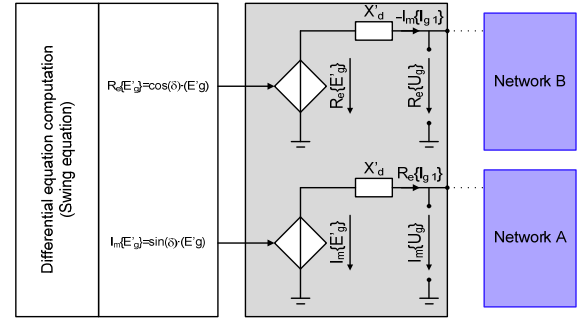 Differential equation computation
(Swing equation)
Re{E'g}=cos(δ)·(E'g)
Im{E'g}=sin(δ)·(E'g)
X'd
–Im{Ig 1}
Re{E'g}
Re{Ug}
Network B
X'd
Re{Ig 1}
Im{E'g}
Im{Ug}
Network A